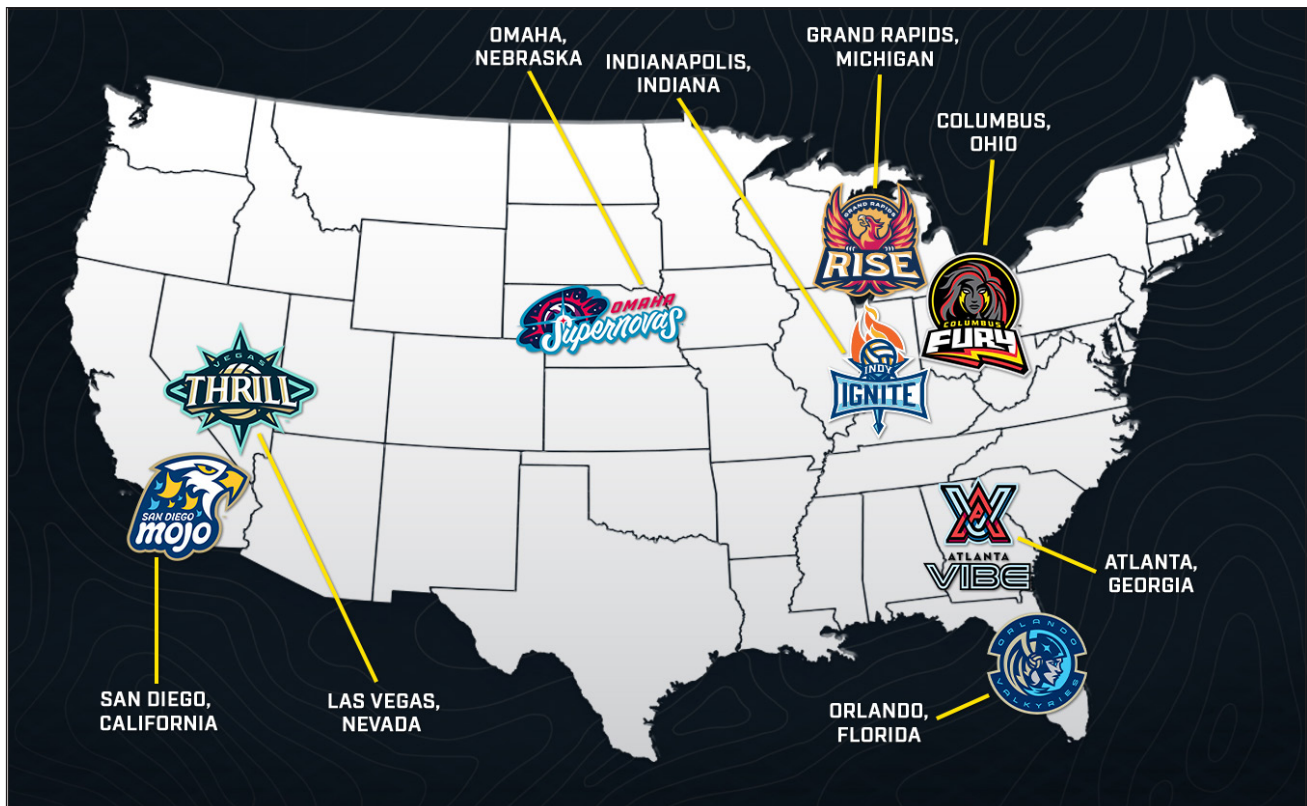 OMAHA,
NEBRASKA
INDIANAPOLIS,
INDIANA
GRAND RAPIDS,
MICHIGAN
COLUMBUS,
OHIO
GRAND RAPIDS
RISE
OMAHA
Supernovas
COLUMBUS
FURY
INDY
IGNITE
VEGAS
THRILL
SAN DIEGO
mojo
ATLANTA
VIBE
ATLANTA,
GEORGIA
ORLANDO
VALKYRIES
SAN DIEGO,
CALIFORNIA
LAS VEGAS,
NEVADA
ORLANDO,
FLORIDA